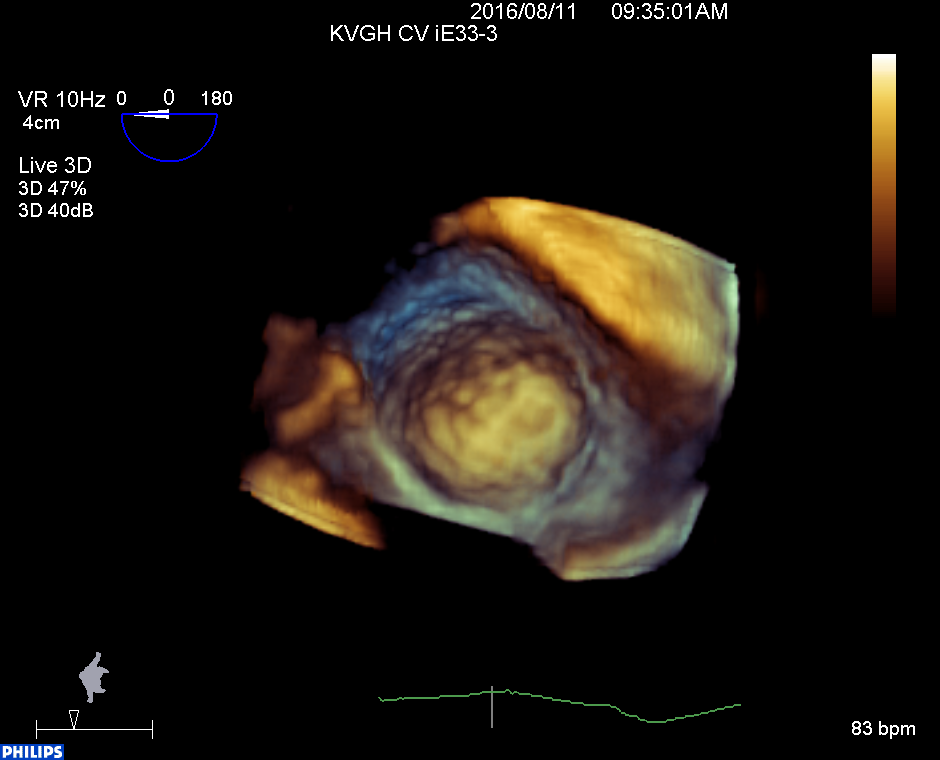 2016/08/11 09:35:01AM
KVGH CV iE33-3
VR 10Hz 0 0 180
4cm
Live 3D
3D 47%
3D 40dB
83 bpm
PHILIPS